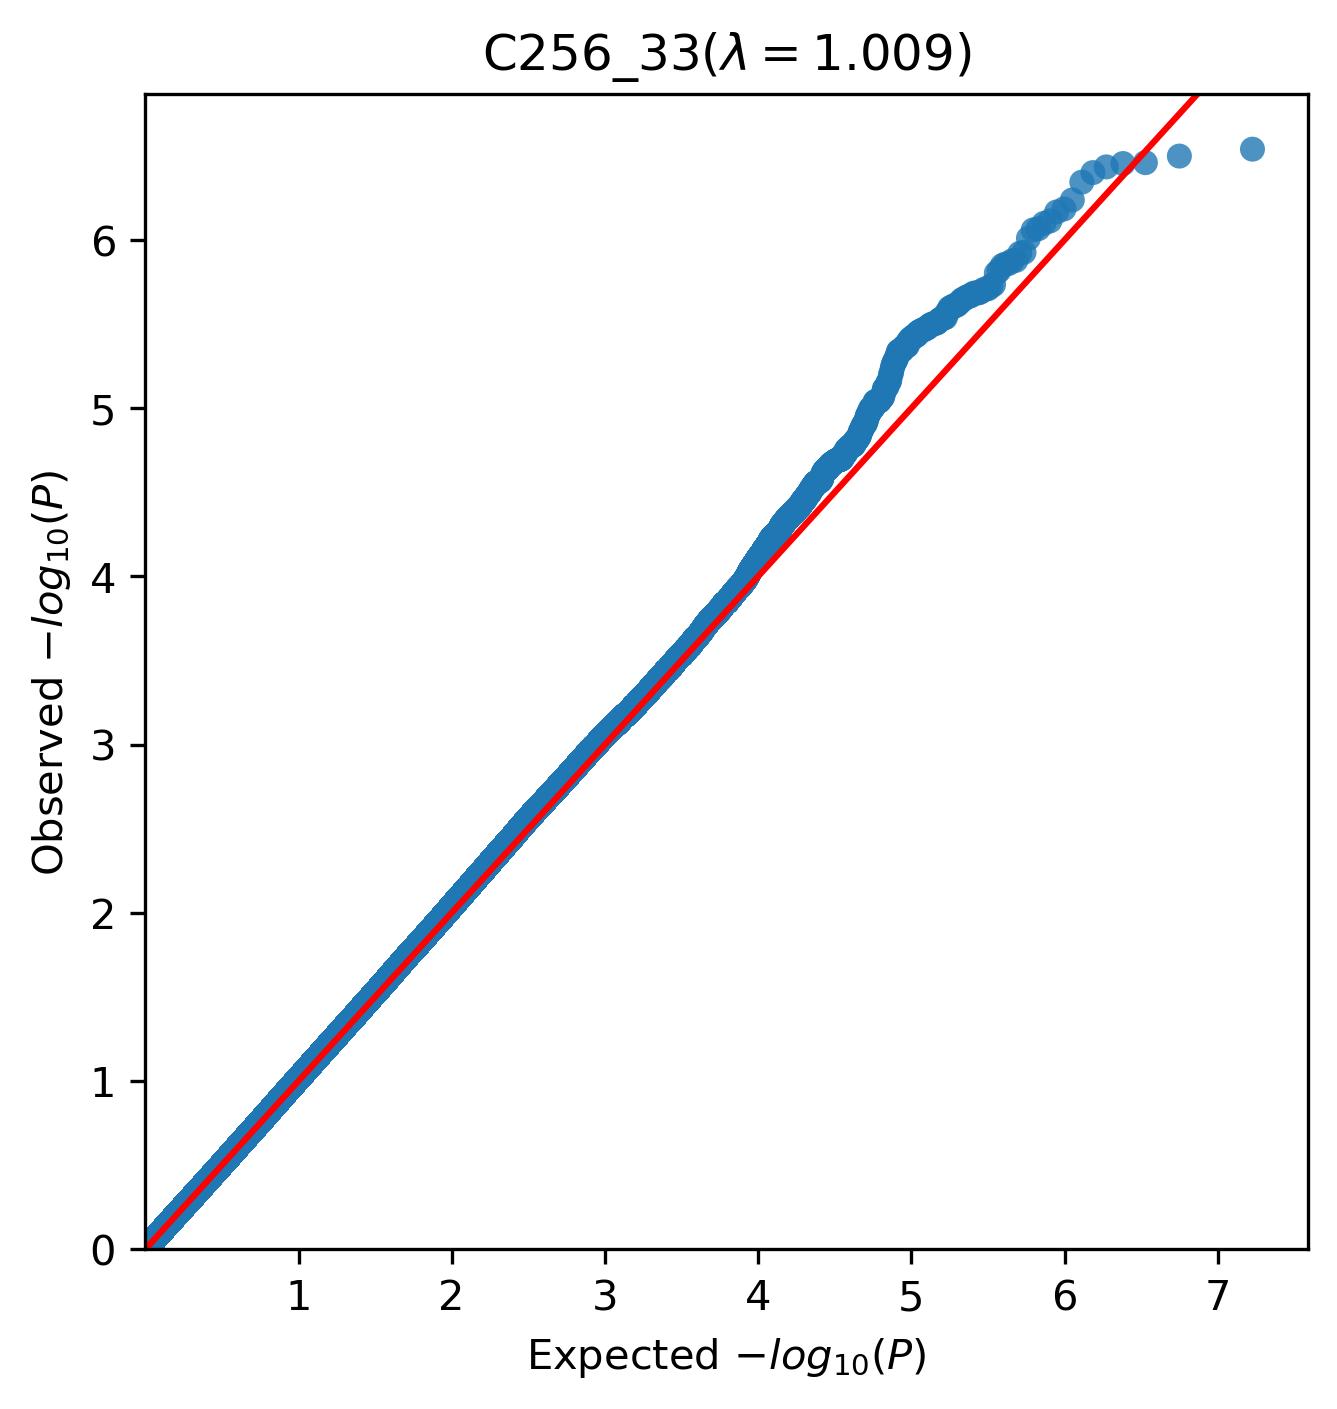 C256_33(λ = 1.009)
Observed −log10(P)
6
5
4
3
2
1
0
1 2 3 4 5 6 7
Expected −log10(P)